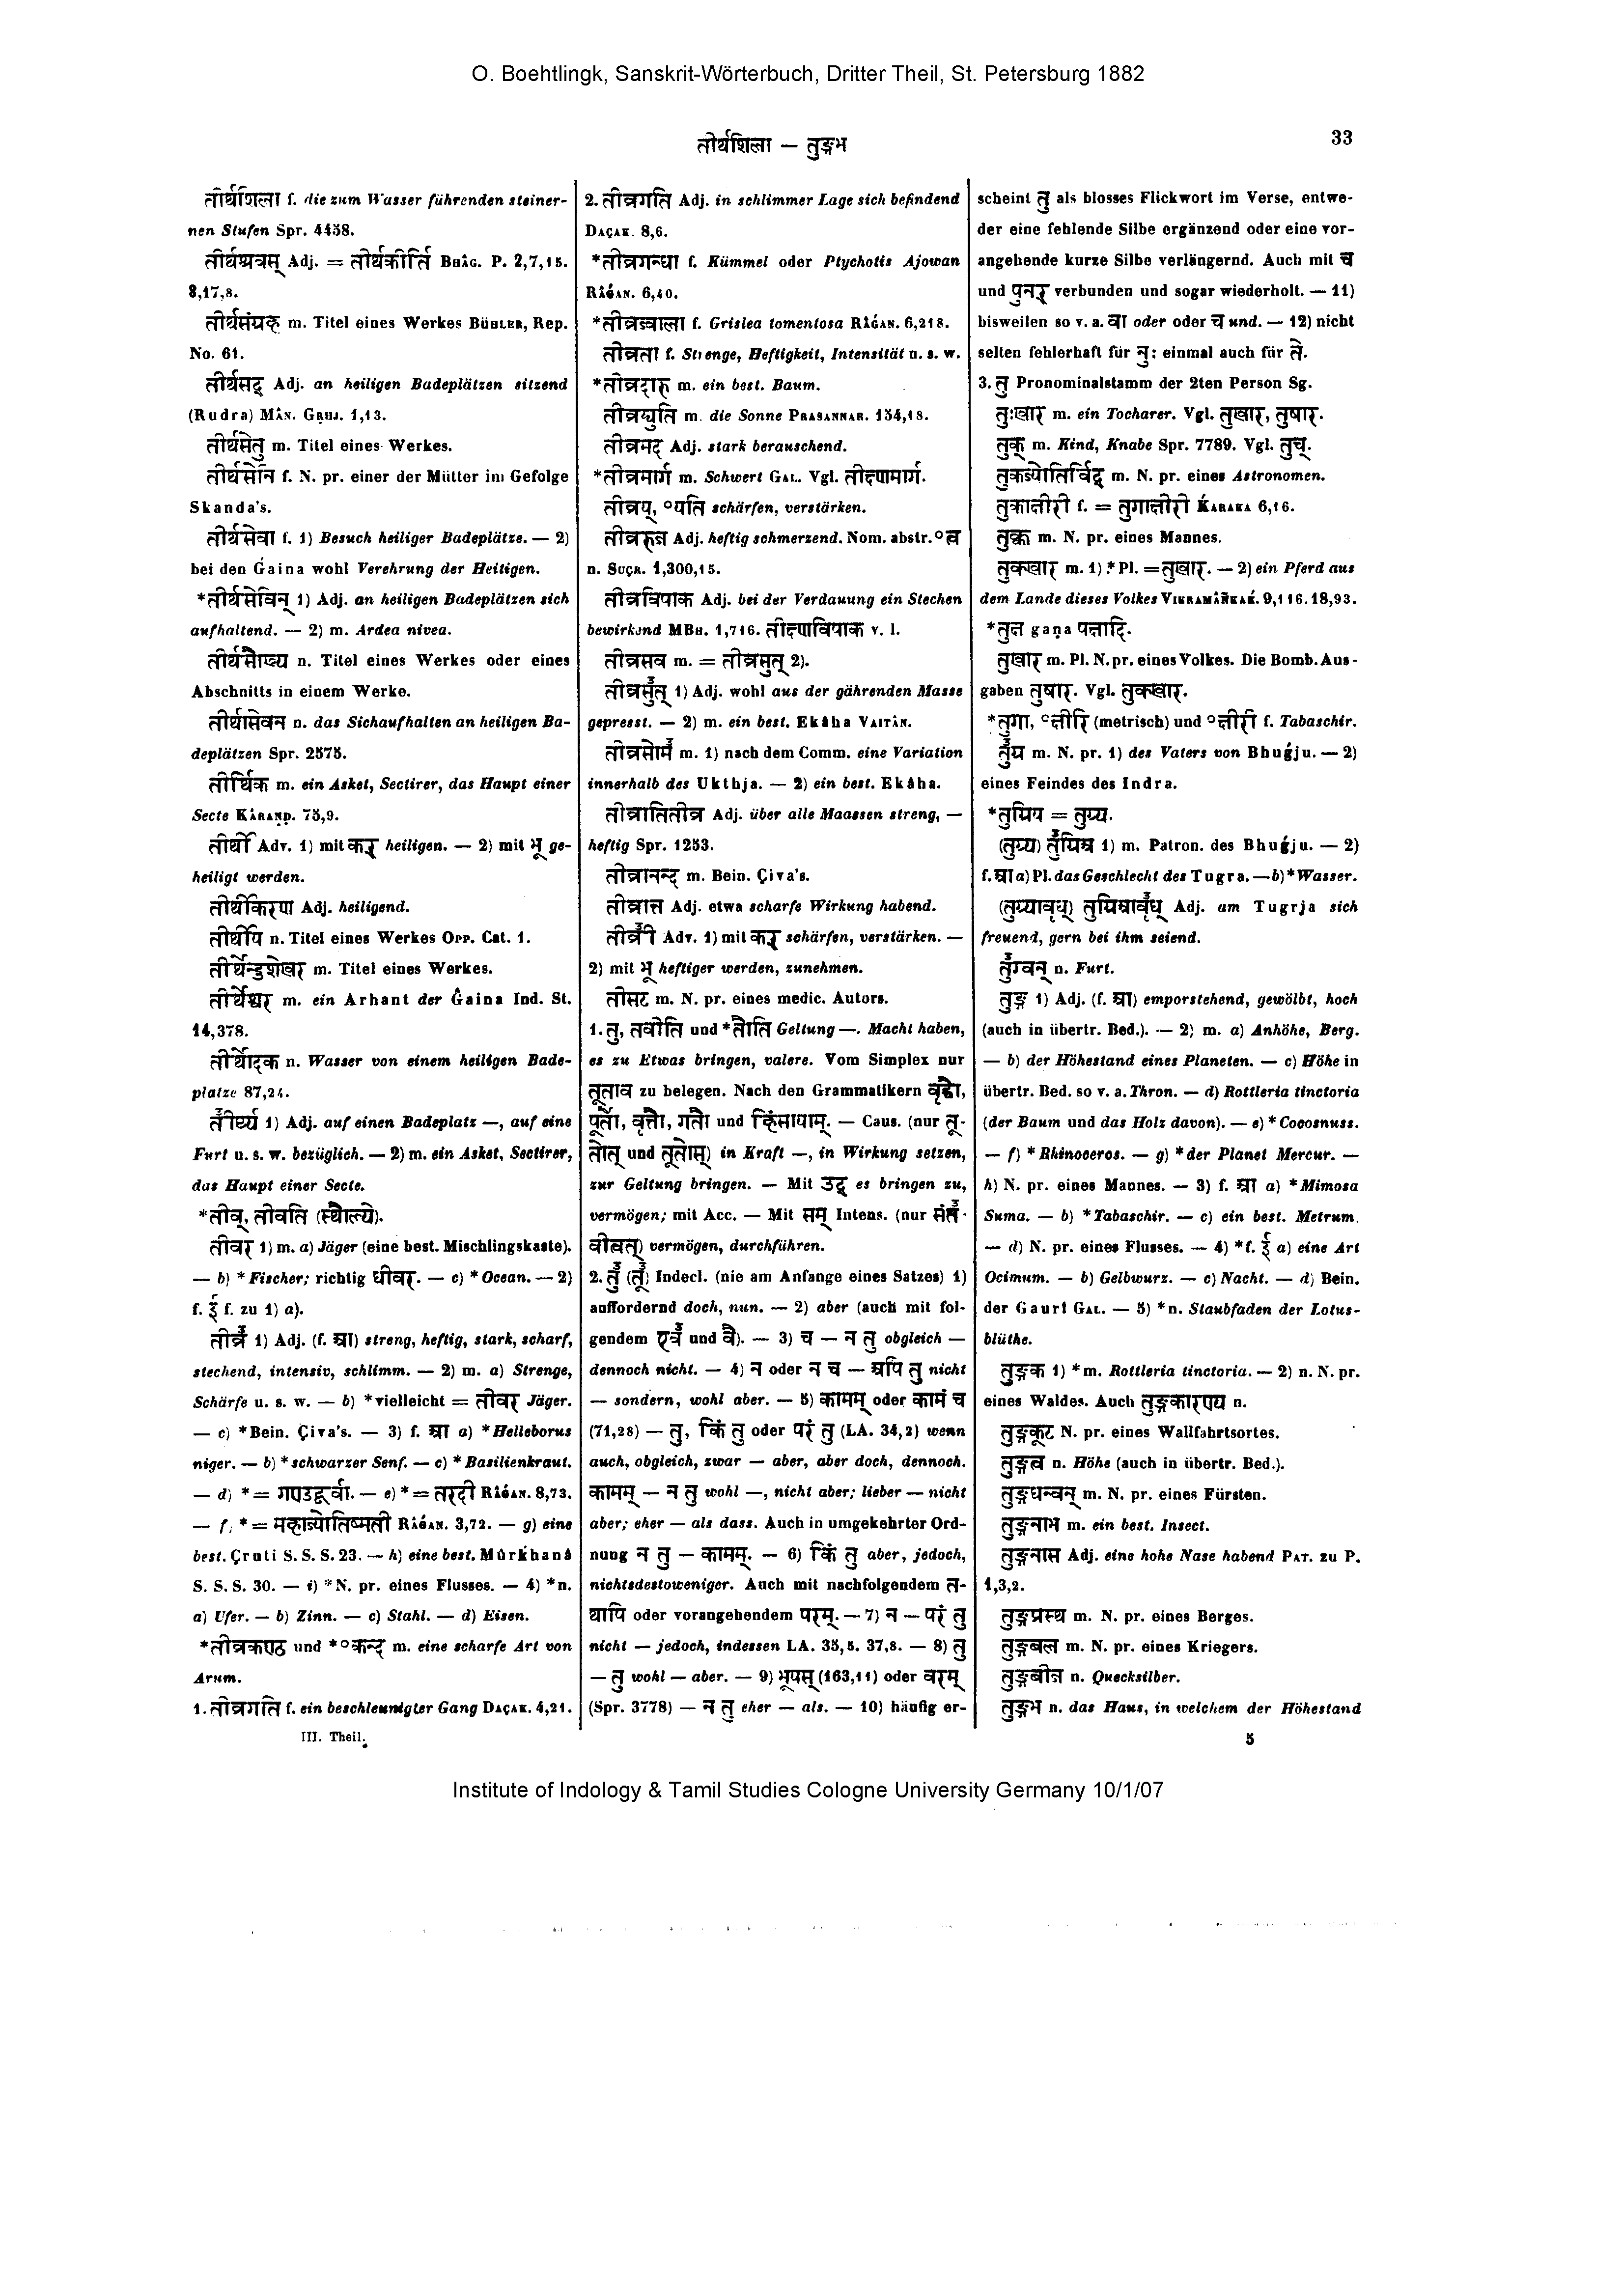 O. Boehtlingk, Sanskrit-Wörterbuch, Dritter Theil, St. Petersburg 1882
तीर्थशिला — तुङ्गभ
33
तीर्थशिला f. die zum Wasser führenden steiner-
nen Stufen Spr. 4458.
तीर्थश्रवस् Adj. = तीर्थकीर्ति Bhâg. P. 2,7,15.
8,17,8.
तीर्थसंग्रह m. Titel eines Werkes Bühler, Rep.
No. 61.
तीर्थसद् Adj. an heiligen Badeplätzen sitzend
(Rudra) Mân. Gṛhj. 1,13.
तीर्थसेतु m. Titel eines Werkes.
तीर्थसेनि f. N. pr. einer der Mütter im Gefolge
Skanda's.
तीर्थसेवा f. 1) Besuch heiliger Badeplätze. — 2)
bei den Ǵaina wohl Verehrung der Heiligen.
*तीर्थसेविन् 1) Adj. an heiligen Badeplätzen sich
aufhaltend. — 2) m. Ardea nivea.
तीर्थसौख्य n. Titel eines Werkes oder eines
Abschnitts in einem Werke.
तीर्थासेवन n. das Sichaufhalten an heiligen Ba-
deplätzen Spr. 2575.
तीर्थिक m. ein Asket, Sectirer, das Haupt einer
Secte Kâraṇḍ. 75,9.
तीर्थी Adv. 1) mit कर् heiligen. — 2) mit भू ge-
heiligt werden.
तीर्थीकरण Adj. heiligend.
तीर्थीय n. Titel eines Werkes Opp. Cat. 1.
तीर्थेन्दुशेखर m. Titel eines Werkes.
तीर्थेश्वर m. ein Arhant der Ǵaina Ind. St.
14,378.
तीर्थोदक n. Wasser von einem heiligen Bade-
platze 87,24.
तीर्थ्य 1) Adj. auf einen Badeplatz —, auf eine
Furt u. s. w. bezüglich. — 2) m. ein Asket, Sectirer,
das Haupt einer Secte.
*तीव्, तीवति (स्थौल्ये).
तीवर 1) m. a) Jäger (eine best. Mischlingskaste).
— b) *Fischer; richtig धीवर. — c) *Ocean. — 2)
f. ई f. zu 1) a).
तीव्र 1) Adj. (f. आ) streng, heftig, stark, scharf,
stechend, intensiv, schlimm. — 2) m. a) Strenge,
Schärfe u. s. w. — b) *vielleicht = तीवर Jäger.
— c) *Bein. Çiva's. — 3) f. आ a) *Helleborus
niger. — b) *schwarzer Senf. — c) *Basilienkraut.
— d) *= गण्डदूर्वा. — e) *= तरदी Râǵan. 8,73.
— f) *= महाज्योतिष्मती Râǵan. 3,72. — g) eine
best. Çruti S. S. S. 23. — h) eine best. Mûrkhanâ
S. S. S. 30. — i) *N. pr. eines Flusses. — 4) *n.
a) Ufer. — b) Zinn. — c) Stahl. — d) Eisen.
*तीव्रकण्ठ und *°कन्द m. eine scharfe Art von
Arum.
1. तीव्रगति f. ein beschleunigter Gang Daçak. 4,21.
III. Theil.
2. तीव्रगति Adj. in schlimmer Lage sich befindend
Daçak. 8,6.
*तीव्रगन्धा f. Kümmel oder Ptychotis Ajowan
Râǵan. 6,40.
*तीव्रज्वाला f. Grislea tomentosa Râǵan. 6,218.
तीव्रता f. Strenge, Heftigkeit, Intensität u. s. w.
*तीव्रदारु m. ein best. Baum.
तीव्रद्युति m. die Sonne Prasannar. 154,18.
तीव्रमद Adj. stark berauschend.
*तीव्रमार्ग m. Schwert Gal. Vgl. तीक्ष्णमार्ग.
तीव्रय्, °यति schärfen, verstärken.
तीव्ररुज Adj. heftig schmerzend. Nom. abstr. °त्व
n. Suçr. 1,300,15.
तीव्रविपाक Adj. bei der Verdauung ein Stechen
bewirkend MBh. 1,716. तीक्ष्णविपाक v. l.
तीव्रसव m. = तीव्रसुत् 2).
तीव्रसुत् 1) Adj. wohl aus der gährenden Masse
gepresst. — 2) m. ein best. Ekâha Vaitân.
तीव्रसोम m. 1) nach dem Comm. eine Variation
innerhalb des Ukthja. — 2) ein best. Ekâha.
तीव्रातितीव्र Adj. über alle Maassen streng, —
heftig Spr. 1253.
तीव्रानन्द m. Bein. Çiva's.
तीव्रान्त Adj. etwa scharfe Wirkung habend.
तीव्री Adv. 1) mit कर् schärfen, verstärken. —
2) mit भू heftiger werden, zunehmen.
तीसट m. N. pr. eines medic. Autors.
1. तु, तवीति und *तौति Geltung —. Macht haben,
es zu Etwas bringen, valere. Vom Simplex nur
तूताव zu belegen. Nach den Grammatikern वृद्धौ,
पूर्तौ, वृत्तौ, गतौ und हिंसायाम्. — Caus. (nur तू-
तोत् und तूतोस्) in Kraft —, in Wirkung setzen,
zur Geltung bringen. — Mit उद् es bringen zu,
vermögen; mit Acc. — Mit सम् Intens. (nur संत-
वीत्वत्) vermögen, durchführen.
2. तु (तू) Indecl. (nie am Anfange eines Satzes) 1)
auffordernd doch, nun. — 2) aber (auch mit fol-
gendem एव und वै). — 3) च — न तु obgleich —
dennoch nicht. — 4) न oder न च — अपि तु nicht
— sondern, wohl aber. — 5) कामम् oder कामं च
(71,28) — तु, किं तु oder परं तु (LA. 34,2) wenn
auch, obgleich, zwar — aber, aber doch, dennoch.
कामम् — न तु wohl —, nicht aber; lieber — nicht
aber; eher — als dass. Auch in umgekehrter Ord-
nung न तु — कामम्. — 6) किं तु aber, jedoch,
nichtsdestoweniger. Auch mit nachfolgendem त-
थापि oder vorangehendem परम्. — 7) न — परं तु
nicht — jedoch, indessen LA. 35,5. 37,8. — 8) तु
— तु wohl — aber. — 9) भूयस् (163,11) oder वरम्
(Spr. 3778) — न तु eher — als. — 10) häufig er-
scheint तु als blosses Flickwort im Verse, entwe-
der eine fehlende Silbe ergänzend oder eine vor-
angehende kurze Silbe verlängernd. Auch mit च
und पुनर् verbunden und sogar wiederholt. — 11)
bisweilen so v. a. वा oder oder च und. — 12) nicht
selten fehlerhaft für नु: einmal auch für ते.
3. तु Pronominalstamm der 2ten Person Sg.
तुःखार m. ein Tocharer. Vgl. तुखार, तुषार.
तुक् m. Kind, Knabe Spr. 7789. Vgl. तुच्.
तुकज्योतिर्विद् m. N. pr. eines Astronomen.
तुकाक्षीरी f. = तुगाक्षीरी Ḱaraka 6,16.
तुक्क m. N. pr. eines Mannes.
तुक्खार m. 1) *Pl. = तुखार. — 2) ein Pferd aus
dem Lande dieses Volkes Vikramâṅkaḱ. 9,116. 18,93.
*तुक्ष gaṇa पक्षादि.
तुखार m. Pl. N. pr. eines Volkes. Die Bomb. Aus-
gaben तुषार. Vgl. तुक्खार.
*तुगा, °क्षीरि (metrisch) und °क्षीरी f. Tabaschir.
तुग्र m. N. pr. 1) des Vaters von Bhuǵju. — 2)
eines Feindes des Indra.
*तुग्रिय = तुग्र्य.
(तुग्र्य) तुग्रिअ 1) m. Patron. des Bhuǵju. — 2)
f. आ a) Pl. das Geschlecht des Tugra. — b) *Wasser.
(तुग्र्यावृध्) तुग्रिआवृध् Adj. am Tugrja sich
freuend, gern bei ihm seiend.
तुग्वन् n. Furt.
तुङ्ग 1) Adj. (f. आ) emporstehend, gewölbt, hoch
(auch in übertr. Bed.). — 2) m. a) Anhöhe, Berg.
— b) der Höhestand eines Planeten. — c) Höhe in
übertr. Bed. so v. a. Thron. — d) Rottleria tinctoria
(der Baum und das Holz davon). — e) *Cocosnuss.
— f) *Rhinoceros. — g) *der Planet Mercur. —
h) N. pr. eines Mannes. — 3) f. आ a) *Mimosa
Suma. — b) *Tabaschir. — c) ein best. Metrum.
— d) N. pr. eines Flusses. — 4) *f. ई a) eine Art
Ocimum. — b) Gelbwurz. — c) Nacht. — d) Bein.
der Gaurî Gal. — 5) *n. Staubfaden der Lotus-
blüthe.
तुङ्गक 1) *m. Rottleria tinctoria. — 2) n. N. pr.
eines Waldes. Auch तुङ्गकारण्य n.
तुङ्गकूट N. pr. eines Wallfahrtsortes.
तुङ्गत्व n. Höhe (auch in übertr. Bed.).
तुङ्गधन्वन् m. N. pr. eines Fürsten.
तुङ्गनाभ m. ein best. Insect.
तुङ्गनास Adj. eine hohe Nase habend Pat. zu P.
1,3,2.
तुङ्गप्रस्थ m. N. pr. eines Berges.
तुङ्गबल m. N. pr. eines Kriegers.
तुङ्गबीज n. Quecksilber.
तुङ्गभ n. das Haus, in welchem der Höhestand
5
Institute of Indology & Tamil Studies Cologne University Germany 10/1/07